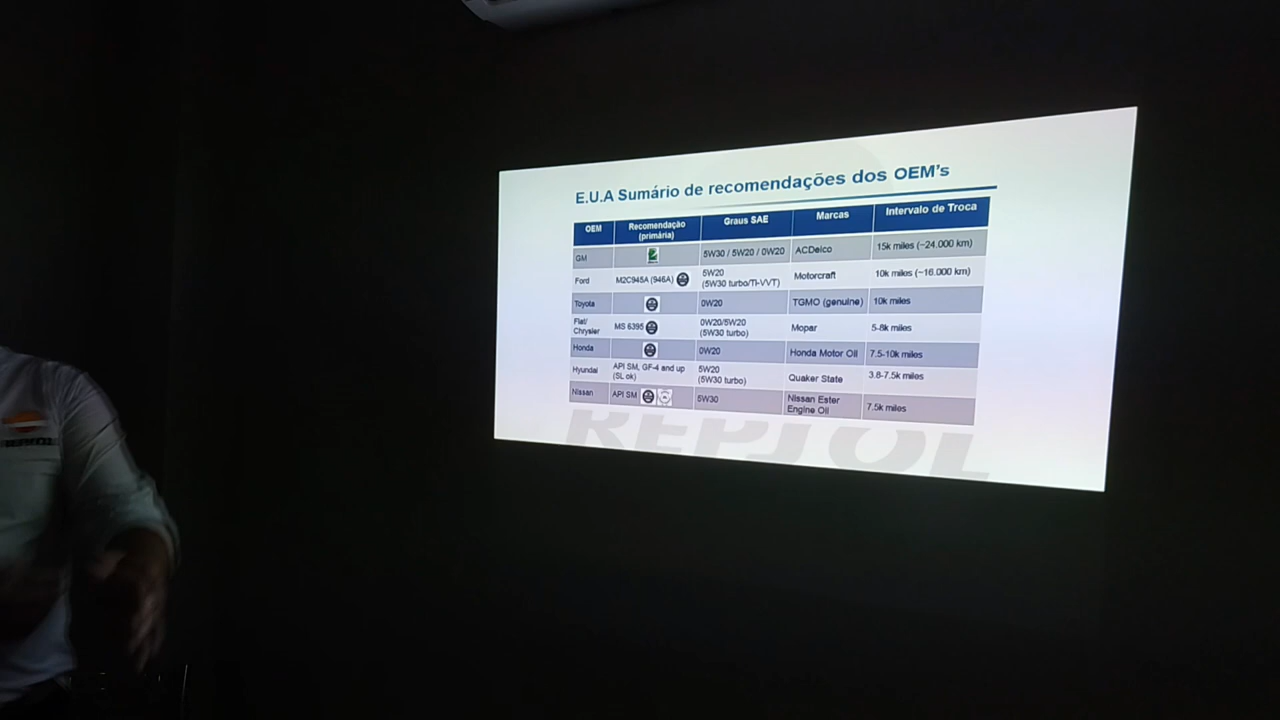 E.U.A Sumário de recomendações dos OEM's
OEM Recomendação (primária) Graus SAE Marcas Intervalo de Troca
GM 5W30 / 5W20 / 0W20 ACDelco 15k miles (~24.000 km)
Ford M2C945A (946A) 5W20 (5W30 turbo/Ti-VVT) Motorcraft 10k miles (~16.000 km)
Toyota 0W20 TGMO (genuine) 10k miles
Fiat/ Chrysler MS 6395 0W20/5W20 (5W30 turbo) Mopar 5-8k miles
Honda 0W20 Honda Motor Oil 7.5-10k miles
Hyundai API SM, GF-4 and up (SL ok) 5W20 (5W30 turbo) Quaker State 3.8-7.5k miles
Nissan API SM 5W30 Nissan Ester Engine Oil 7.5k miles
REPSOL
REPSOL